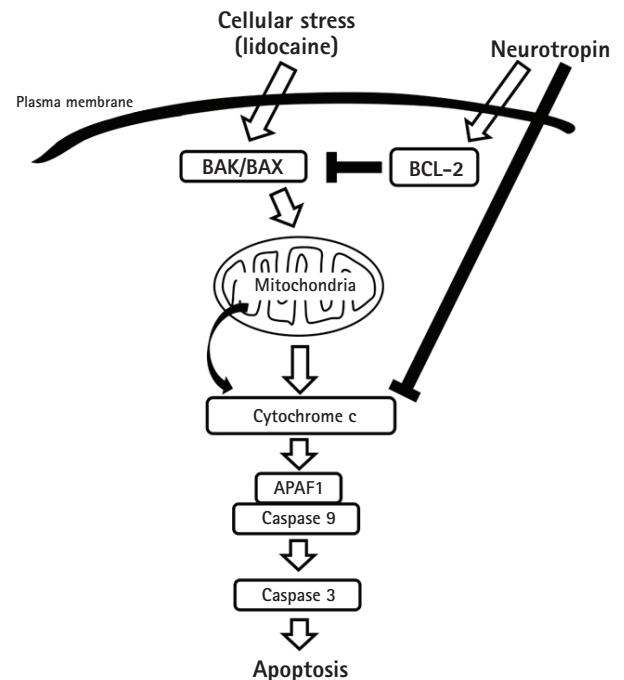 Cellular stress
(lidocaine)
Neurotropin
Plasma membrane
BAK/BAX
BCL-2
Mitochondria
Cytochrome c
APAF1
Caspase 9
Caspase 3
Apoptosis